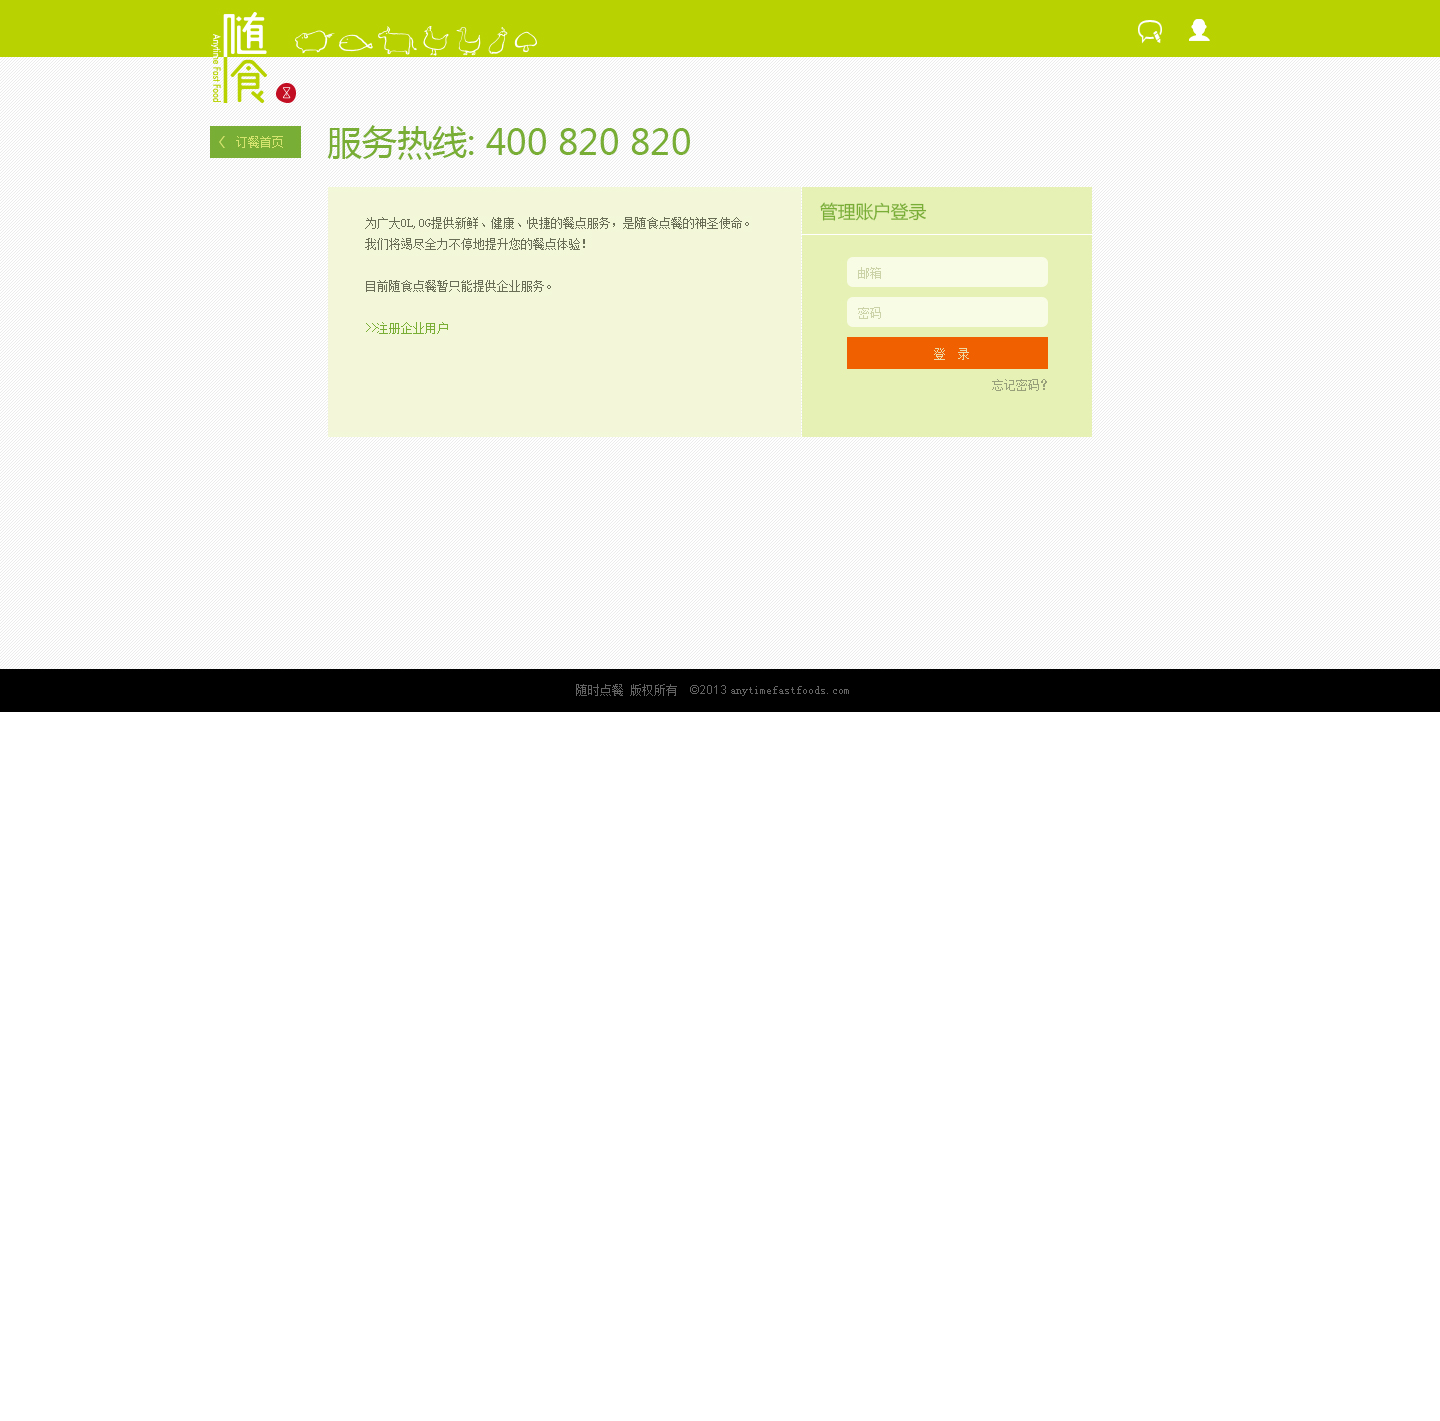 随食
Anytime Fast Food
订餐首页
服务热线: 400 820 820
为广大OL,OG提供新鲜、健康、快捷的餐点服务，是随食点餐的神圣使命。
我们将竭尽全力不停地提升您的餐点体验！
目前随食点餐暂只能提供企业服务。
>>注册企业用户
管理账户登录
邮箱
密码
登 录
忘记密码？
随时点餐 版权所有 ©2013 anytimefastfoods.com